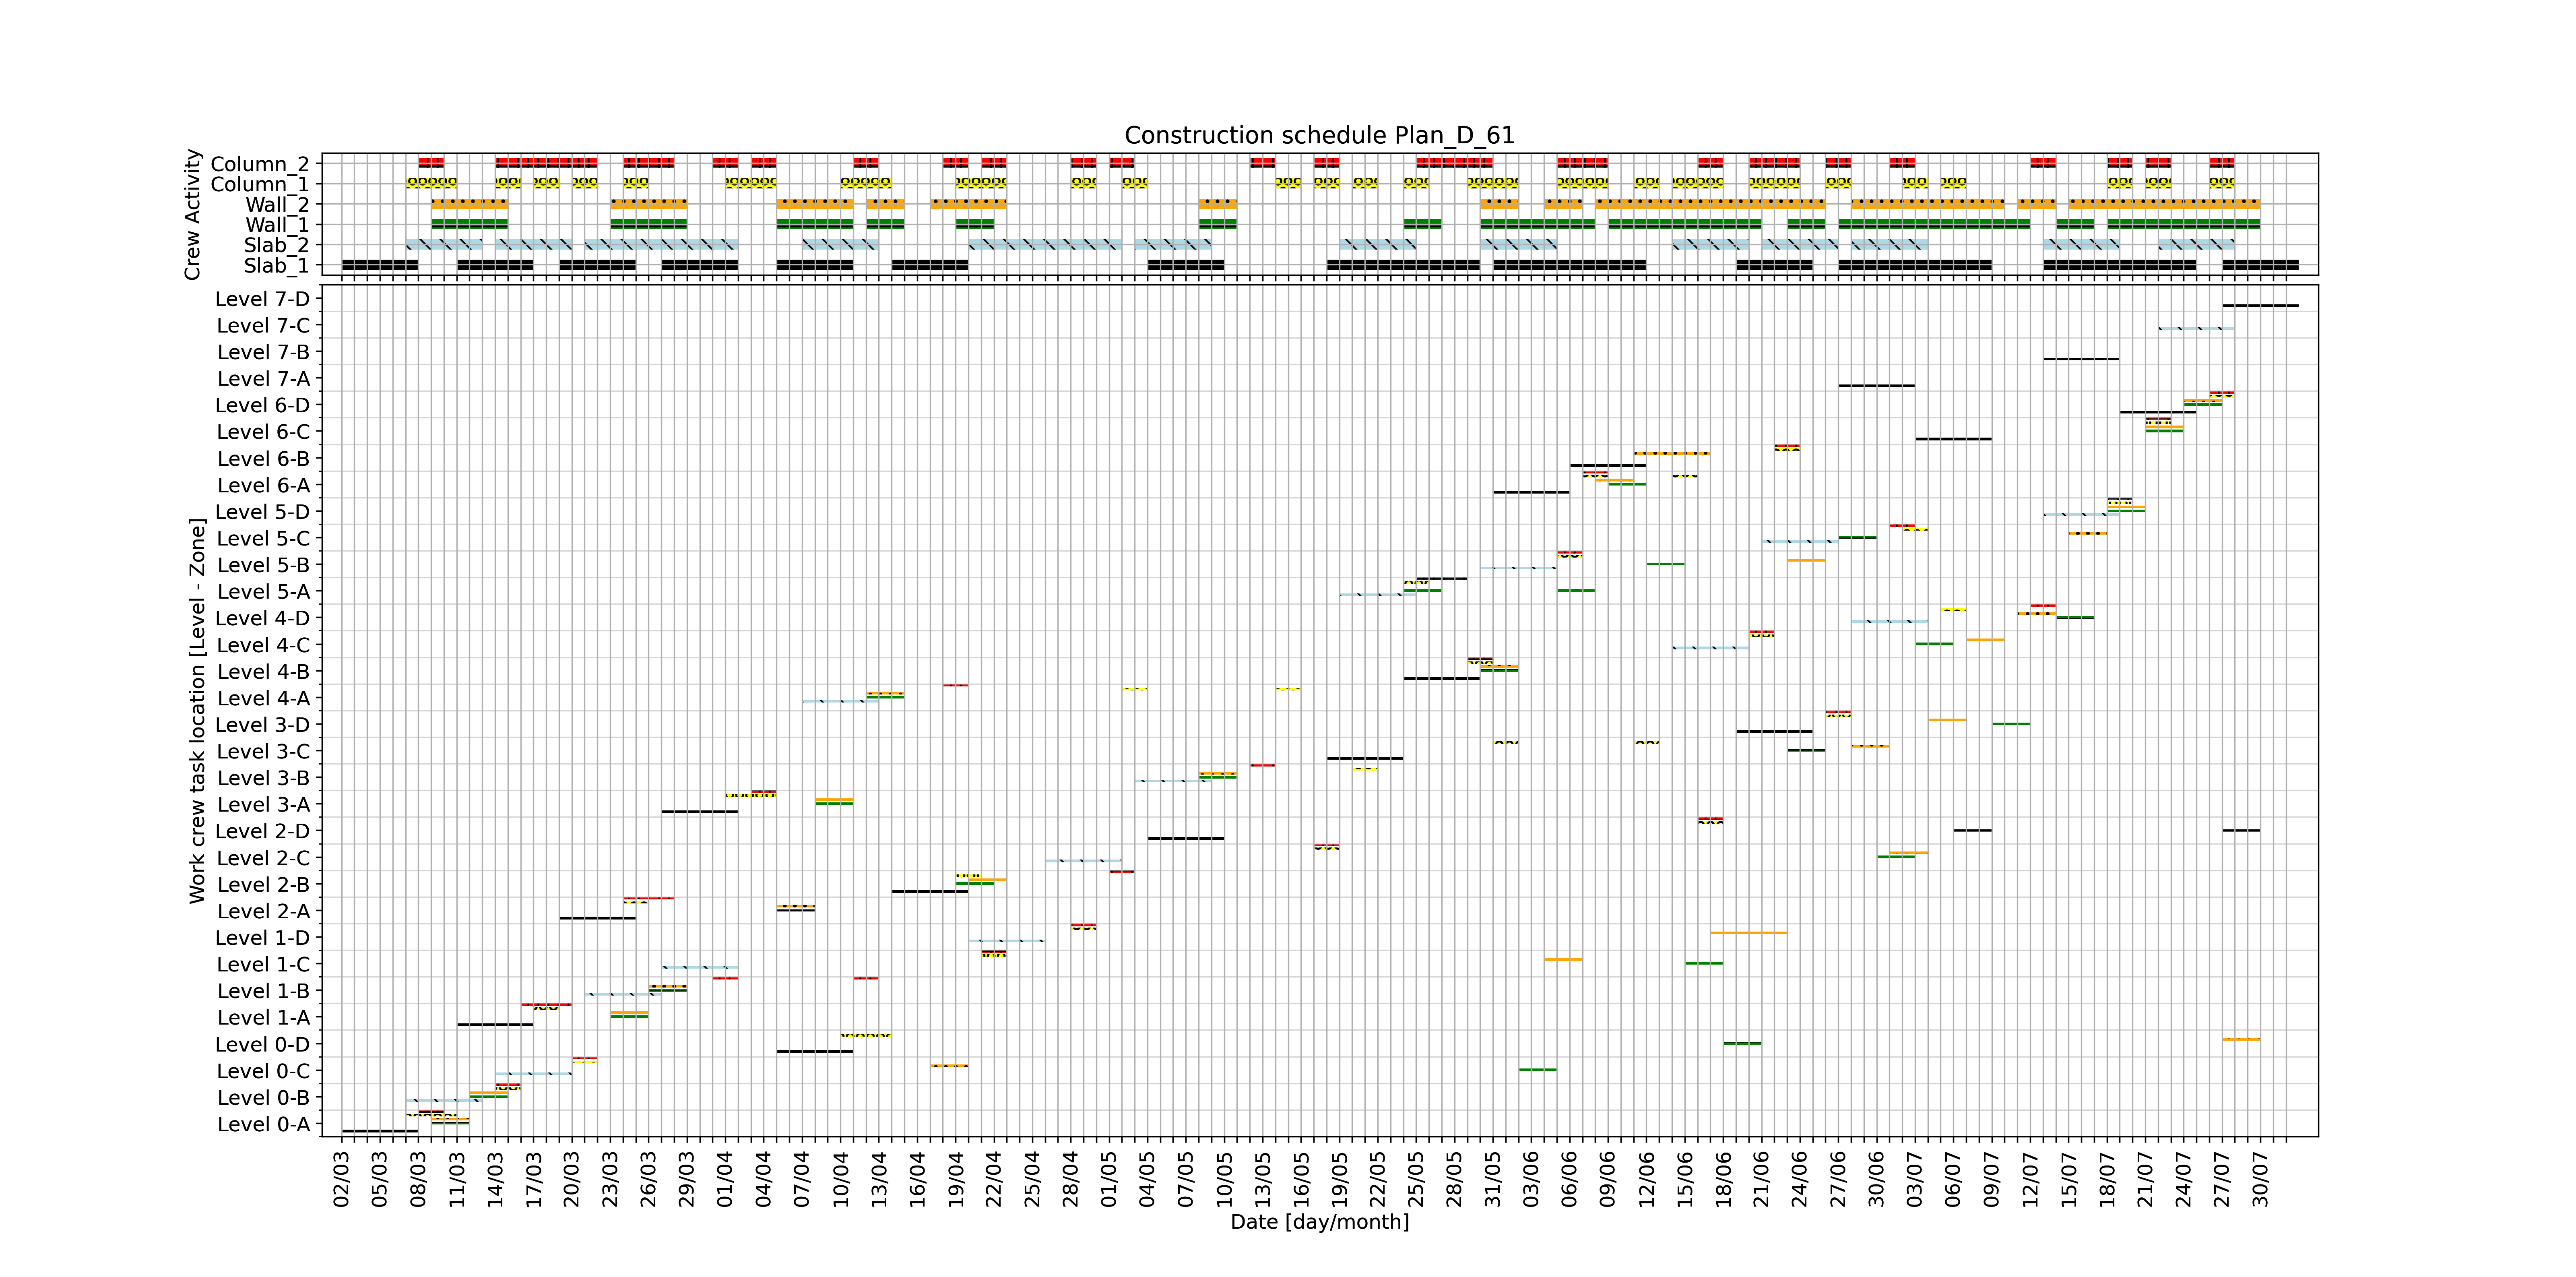 Construction schedule Plan_D_61
Crew Activity
Column_2
Column_1
Wall_2
Wall_1
Slab_2
Slab_1
Work crew task location [Level - Zone]
Level 7-D
Level 7-C
Level 7-B
Level 7-A
Level 6-D
Level 6-C
Level 6-B
Level 6-A
Level 5-D
Level 5-C
Level 5-B
Level 5-A
Level 4-D
Level 4-C
Level 4-B
Level 4-A
Level 3-D
Level 3-C
Level 3-B
Level 3-A
Level 2-D
Level 2-C
Level 2-B
Level 2-A
Level 1-D
Level 1-C
Level 1-B
Level 1-A
Level 0-D
Level 0-C
Level 0-B
Level 0-A
02/03 05/03 08/03 11/03 14/03 17/03 20/03 23/03 26/03 29/03 01/04 04/04 07/04 10/04 13/04 16/04 19/04 22/04 25/04 28/04 01/05 04/05 07/05 10/05 13/05 16/05 19/05 22/05 25/05 28/05 31/05 03/06 06/06 09/06 12/06 15/06 18/06 21/06 24/06 27/06 30/06 03/07 06/07 09/07 12/07 15/07 18/07 21/07 24/07 27/07 30/07
Date [day/month]